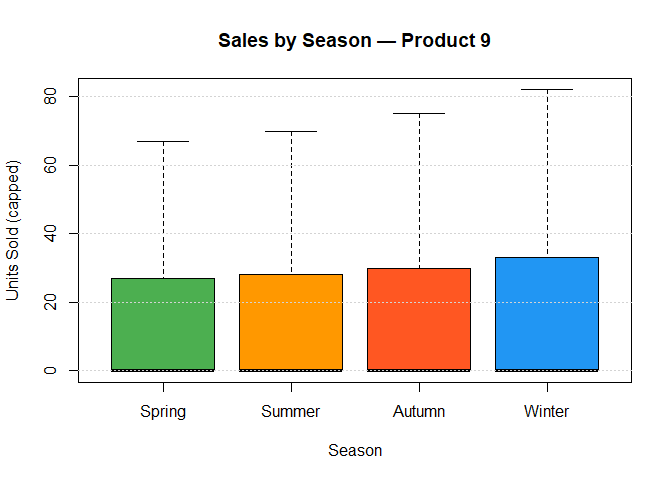 Sales by Season — Product 9
Units Sold (capped)
80
60
40
20
0
Spring Summer Autumn Winter
Season